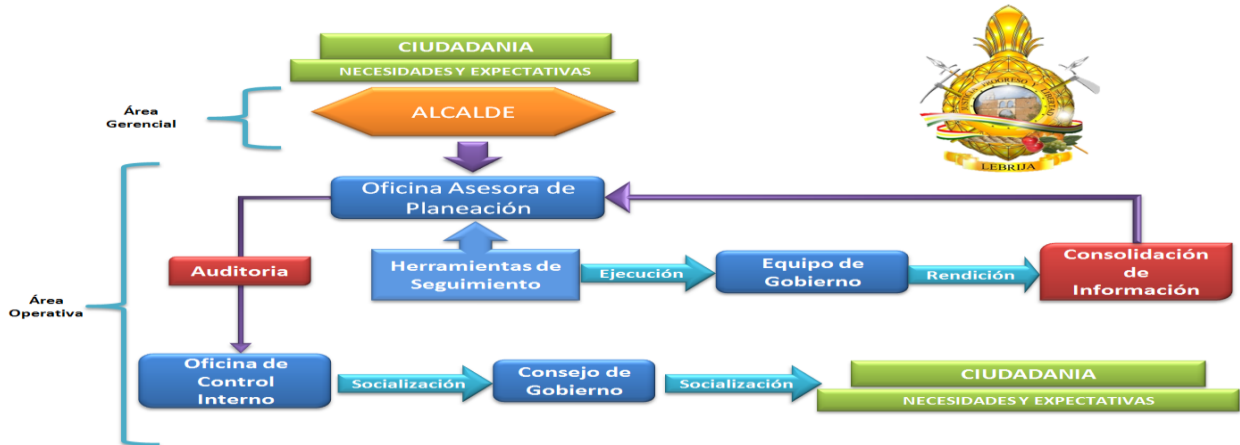 CIUDADANIA
NECESIDADES Y EXPECTATIVAS
Área
Gerencial
ALCALDE
LEBRIJA
Oficina Asesora de
Planeación
Auditoria
Herramientas de
Seguimiento
Ejecución
Equipo de
Gobierno
Rendición
Consolidación
de
Información
Área
Operativa
Oficina de
Control
Interno
Socialización
Consejo de
Gobierno
Socialización
CIUDADANIA
NECESIDADES Y EXPECTATIVAS